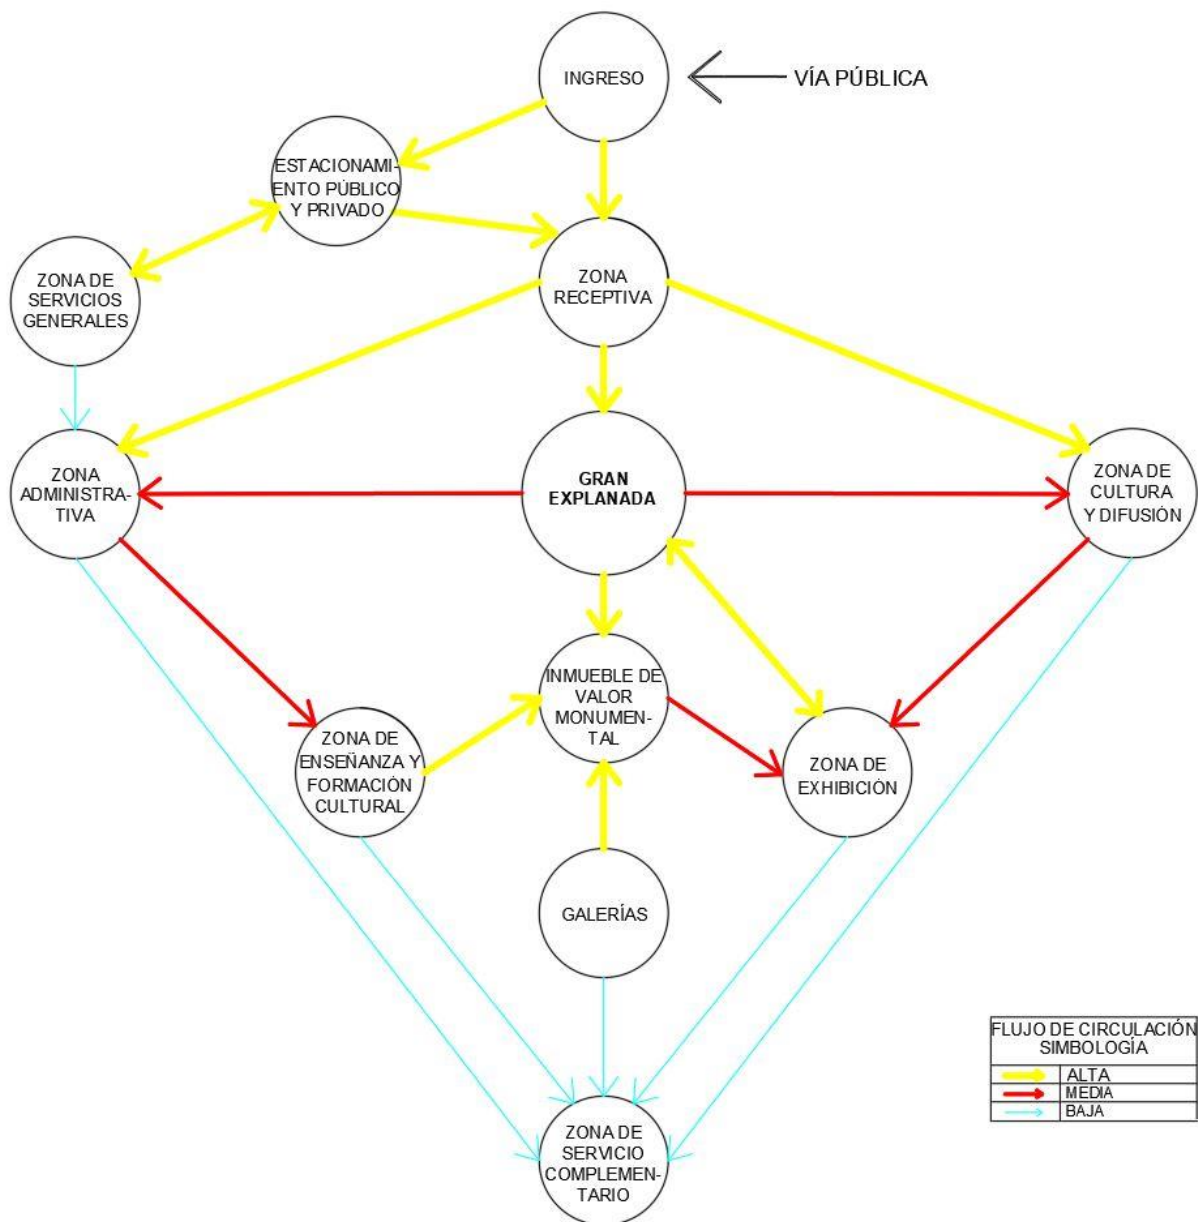 INGRESO
VÍA PÚBLICA
ESTACIONAMI-
ENTO PÚBLICO
Y PRIVADO
ZONA DE
SERVICIOS
GENERALES
ZONA
RECEPTIVA
ZONA
ADMINISTRA-
TIVA
GRAN
EXPLANADA
ZONA DE
CULTURA
Y DIFUSIÓN
INMUEBLE DE
VALOR
MONUMEN-
TAL
ZONA DE
ENSEÑANZA Y
FORMACIÓN
CULTURAL
ZONA DE
EXHIBICIÓN
GALERÍAS
ZONA DE
SERVICIO
COMPLEMEN-
TARIO
FLUJO DE CIRCULACIÓN
SIMBOLOGÍA
ALTA
MEDIA
BAJA